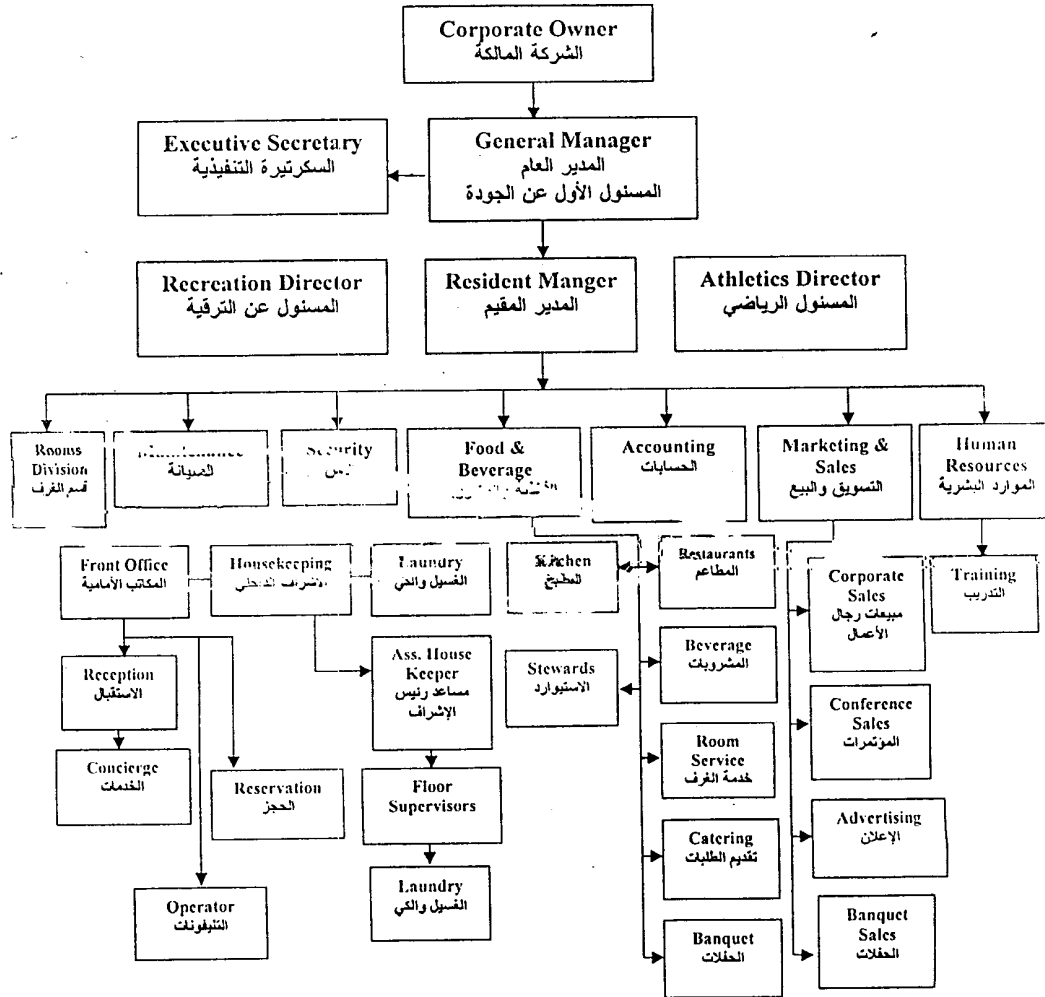 Corporate Owner
الشركة المالكة
Executive Secretary
السكرتيرة التنفيذية
General Manager
المدير العام
المسئول الأول عن الجودة
Recreation Director
المسئول عن الترقية
Resident Manger
المدير المقيم
Athletics Director
المسئول الرياضي
Rooms
Division
قسم الغرف
الصيانة
Security
Food &
Beverage
Accounting
الحسابات
Marketing &
Sales
التسويق والبيع
Human
Resources
الموارد البشرية
Front Office
المكاتب الأمامية
Housekeeping
الاشراف الداخلي
Laundry
الغسيل والكي
Kitchen
المطبخ
Restaurants
المطاعم
Corporate
Sales
مبيعات رجال
الأعمال
Training
التدريب
Reception
الاستقبال
Ass. House
Keeper
مساعد رئيس
الإشراف
Stewards
الاستيوارد
Beverage
المشروبات
Conference
Sales
المؤتمرات
Concierge
الخدمات
Reservation
الحجز
Floor
Supervisors
Room
Service
خدمة الغرف
Advertising
الإعلان
Catering
تقديم الطلبات
Operator
التليفونات
Laundry
الغسيل والكي
Banquet
الحفلات
Banquet
Sales
الحفلات